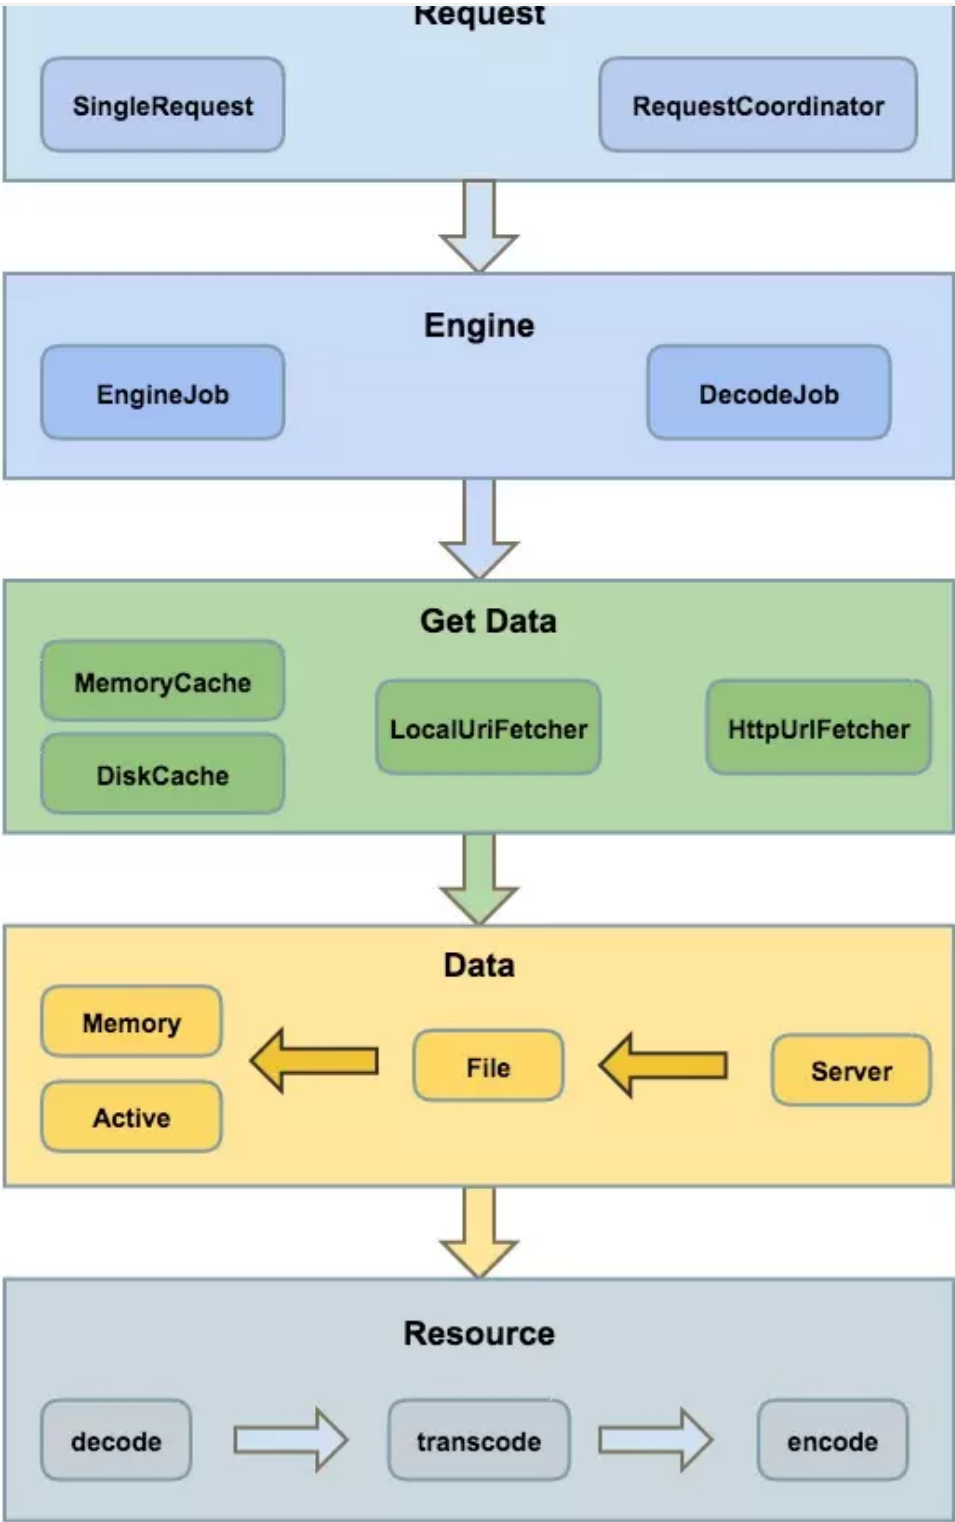 Request
SingleRequest
RequestCoordinator
Engine
EngineJob
DecodeJob
Get Data
MemoryCache
DiskCache
LocalUriFetcher
HttpUrlFetcher
Data
Memory
Active
File
Server
Resource
decode
transcode
encode